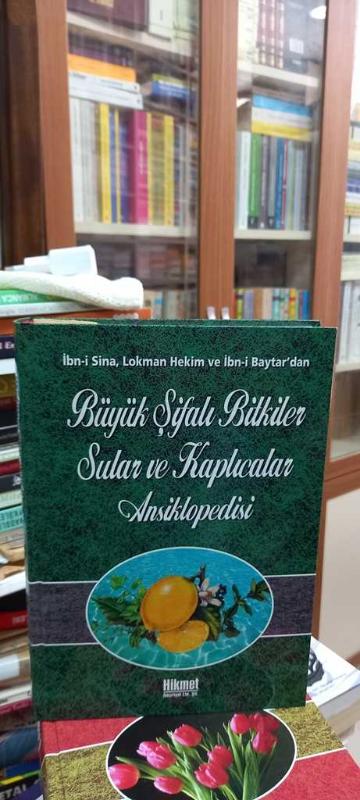 İbn-i Sina, Lokman Hekim ve İbn-i Baytar'dan
Büyük Şifalı Bitkiler
Sular ve Kaplıcalar
Ansiklopedisi
Hikmet